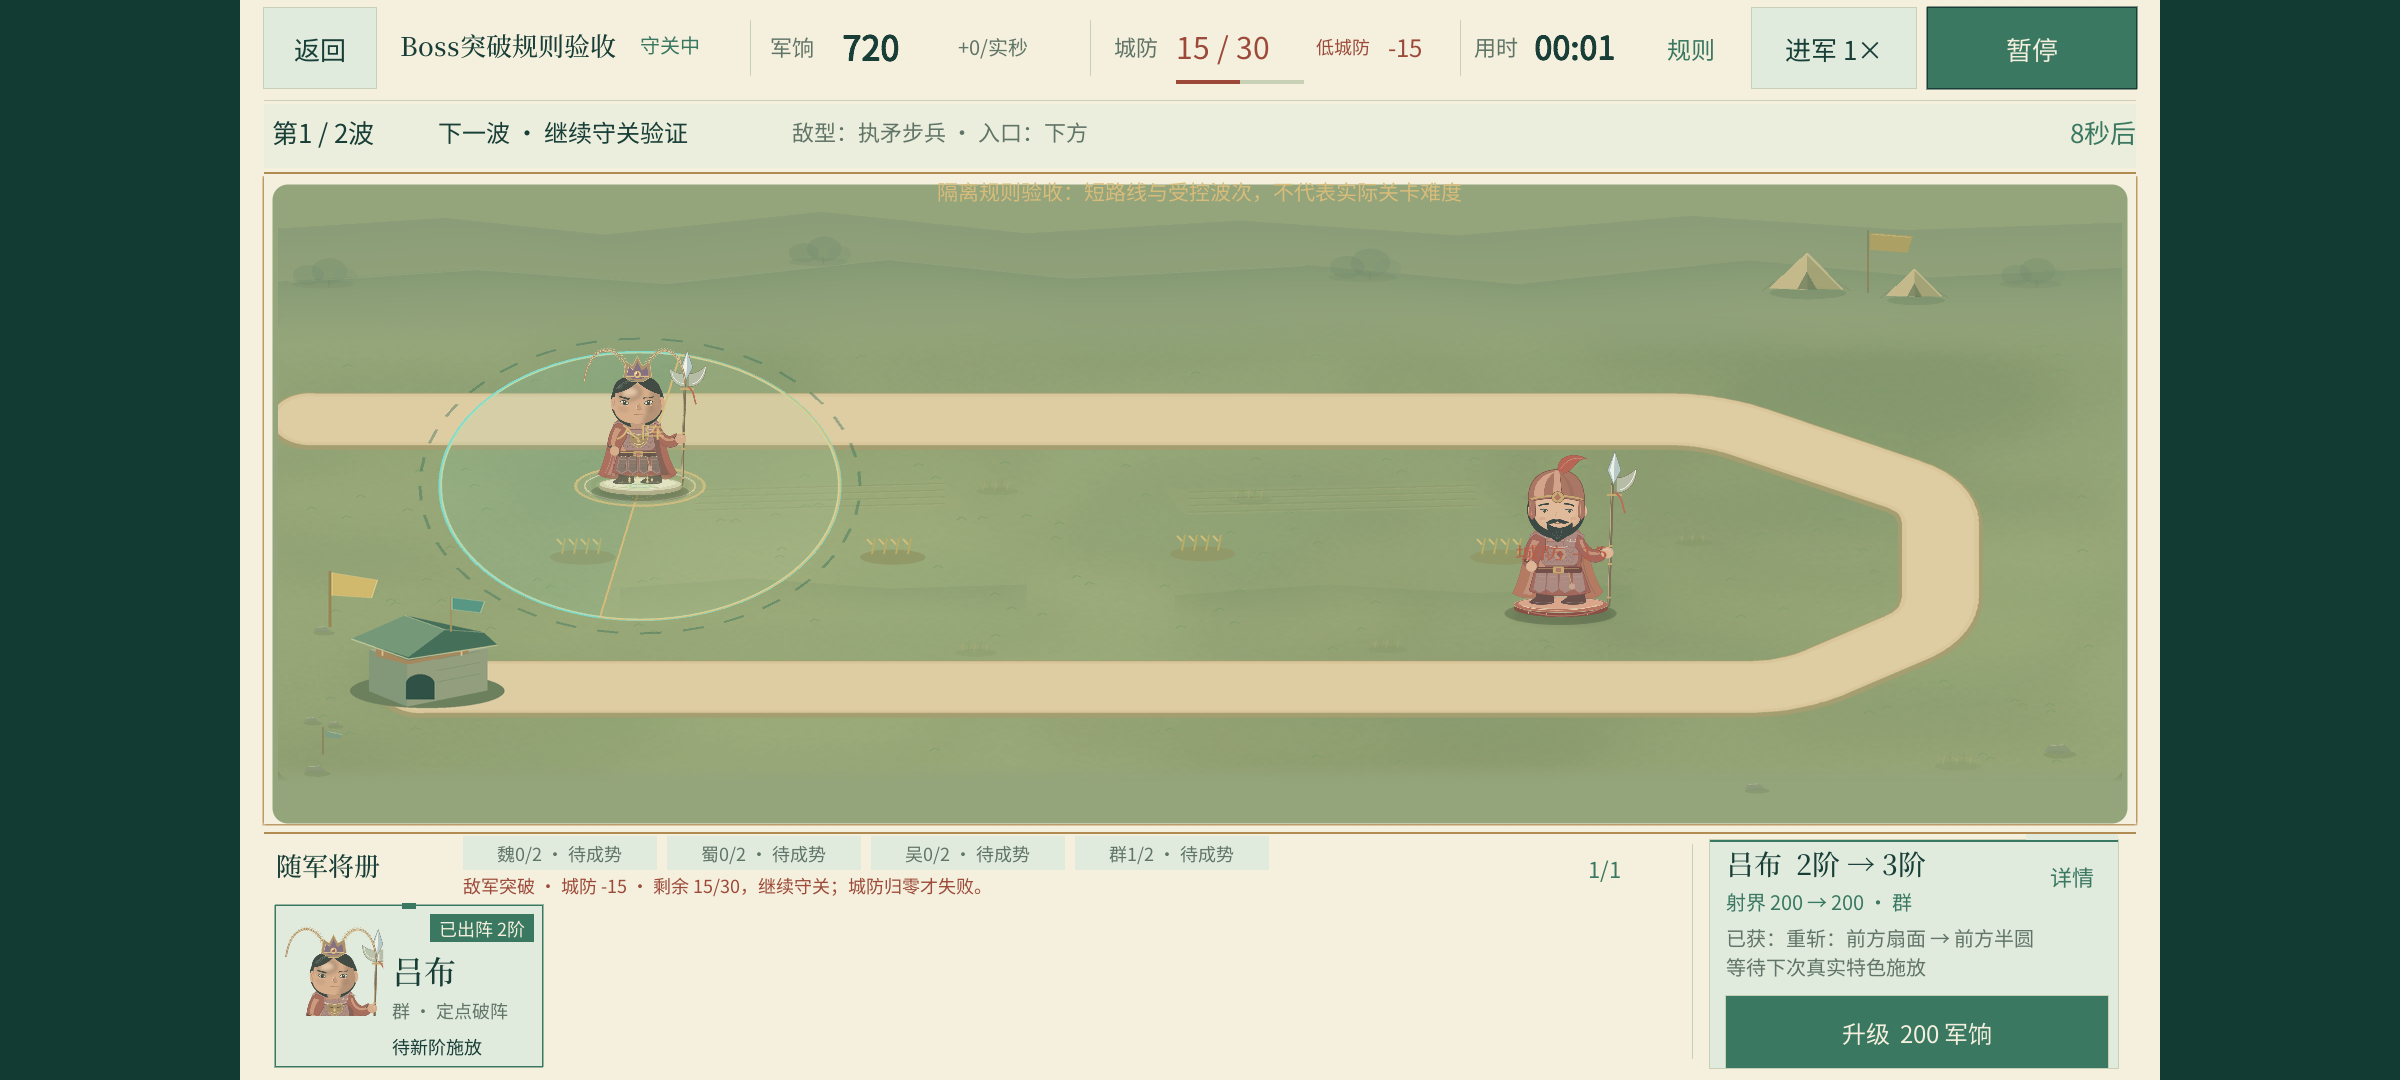 返回
Boss突破规则验收 守关中
军饷 720 +0/实秒
城防 15 / 30 低城防 -15
用时 00:01 规则
进军 1×
暂停
第1 / 2波 下一波 · 继续守关验证 敌型：执矛步兵 · 入口：下方 8秒后
隔离规则验收：短路线与受控波次，不代表实际关卡难度
随军将册
魏0/2 · 待成势
蜀0/2 · 待成势
吴0/2 · 待成势
群1/2 · 待成势
敌军突破 · 城防 -15 · 剩余 15/30，继续守关；城防归零才失败。
1/1
已出阵 2阶
吕布
群 · 定点破阵
待新阶施放
吕布 2阶 → 3阶
详情
射界 200 → 200 · 群
已获：重斩：前方扇面 → 前方半圆
等待下次真实特色施放
升级 200 军饷